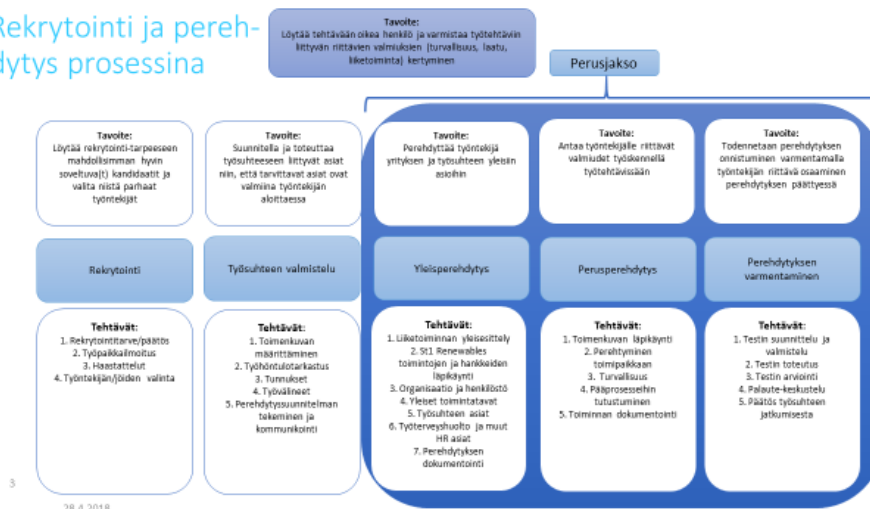 Rekrytointi ja pereh-
dytys prosessina
Tavoite:
Löytää tehtävään oikea henkilö ja varmistaa työtehtäviin
liittyvän riittävien valmiuksien (turvallisuus, laatu,
liiketoiminta) kertyminen
Perusjakso
Tavoite:
Löytää rekrytointi-tarpeeseen
mahdollisimman hyvin
soveltuva(t) kandidaatit ja
valita niistä parhaat
työntekijät
Tavoite:
Suunnitella ja toteuttaa
työsuhteeseen liittyvät asiat
niin, että tarvittavat asiat ovat
valmiina työntekijän
aloittaessa
Tavoite:
Perehdyttää työntekijä
yrityksen ja työsuhteen yleisiin
asioihin
Tavoite:
Antaa työntekijälle riittävät
valmiudet työskennellä
työtehtävissään
Tavoite:
Todennetaan perehdytyksen
onnistuminen varmentamalla
työntekijän riittävä osaaminen
perehdytyksen päättyessä
Rekrytointi
Työsuhteen valmistelu
Yleisperehdytys
Perusperehdytys
Perehdytyksen
varmentaminen
Tehtävät:
1. Rekrytointitarve/päätös
2. Työpaikkailmoitus
3. Haastattelut
4. Työntekijän/jöiden valinta
Tehtävät:
1. Toimenkuvan
määrittäminen
2. Työhöntulotarkastus
3. Tunnukset
4. Työvälineet
5. Perehdytyssuunnitelman
tekeminen ja
kommunikointi
Tehtävät:
1. Liiketoiminnan yleisesittely
2. St1 Renewables
toimintojen ja hankkeiden
läpikäynti
3. Organisaatio ja henkilöstö
4. Yleiset toimintatavat
5. Työsuhteen asiat
6. Työterveyshuolto ja muut
HR asiat
7. Perehdytyksen
dokumentointi
Tehtävät:
1. Toimenkuvan läpikäynti
2. Perehtyminen
toimipaikkaan
3. Turvallisuus
4. Pääprosesseihin
tutustuminen
5. Toiminnan dokumentointi
Tehtävät:
1. Testin suunnittelu ja
valmistelu
2. Testin toteutus
3. Testin arviointi
4. Palaute-keskustelu
5. Päätös työsuhteen
jatkumisesta
3
28.4.2018